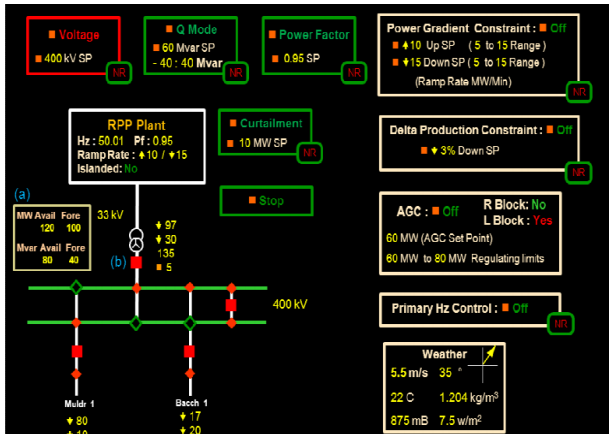 Voltage
400 kV SP
NR
Q Mode
60 Mvar SP
- 40 : 40 Mvar
NR
Power Factor
0.95 SP
NR
Power Gradient Constraint : Off
10 Up SP ( 5 to 15 Range )
15 Down SP ( 5 to 15 Range )
(Ramp Rate MW/Min)
NR
RPP Plant
Hz : 50.01 Pf : 0.95
Ramp Rate : 10 / 15
Islanded: No
Curtailment
10 MW SP
NR
Delta Production Constraint : Off
3% Down SP
NR
Stop
(a)
MW Avail Fore
120 100
Mvar Avail Fore
80 40
33 kV
97
30
135
5
(b)
400 kV
AGC : Off
R Block: No
L Block: Yes
60 MW (AGC Set Point)
60 MW to 80 MW Regulating limits
Primary Hz Control : Off
NR
Weather
5.5 m/s 35 °
22 C 1.204 kg/m³
875 mB 7.5 w/m²
Muldr 1
80
Bacch 1
17
20